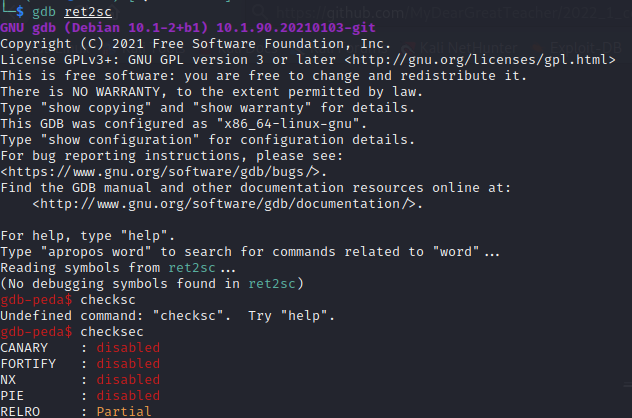 └─$ gdb ret2sc
GNU gdb (Debian 10.1-2+b1) 10.1.90.20210103-git
Copyright (C) 2021 Free Software Foundation, Inc.
License GPLv3+: GNU GPL version 3 or later <http://gnu.org/licenses/gpl.html>
This is free software: you are free to change and redistribute it.
There is NO WARRANTY, to the extent permitted by law.
Type "show copying" and "show warranty" for details.
This GDB was configured as "x86_64-linux-gnu".
Type "show configuration" for configuration details.
For bug reporting instructions, please see:
<https://www.gnu.org/software/gdb/bugs/>.
Find the GDB manual and other documentation resources online at:
    <http://www.gnu.org/software/gdb/documentation/>.

For help, type "help".
Type "apropos word" to search for commands related to "word"...
Reading symbols from ret2sc...
(No debugging symbols found in ret2sc)
gdb-peda$ checksc
Undefined command: "checksc".  Try "help".
gdb-peda$ checksec
CANARY    : disabled
FORTIFY   : disabled
NX        : disabled
PIE       : disabled
RELRO     : Partial